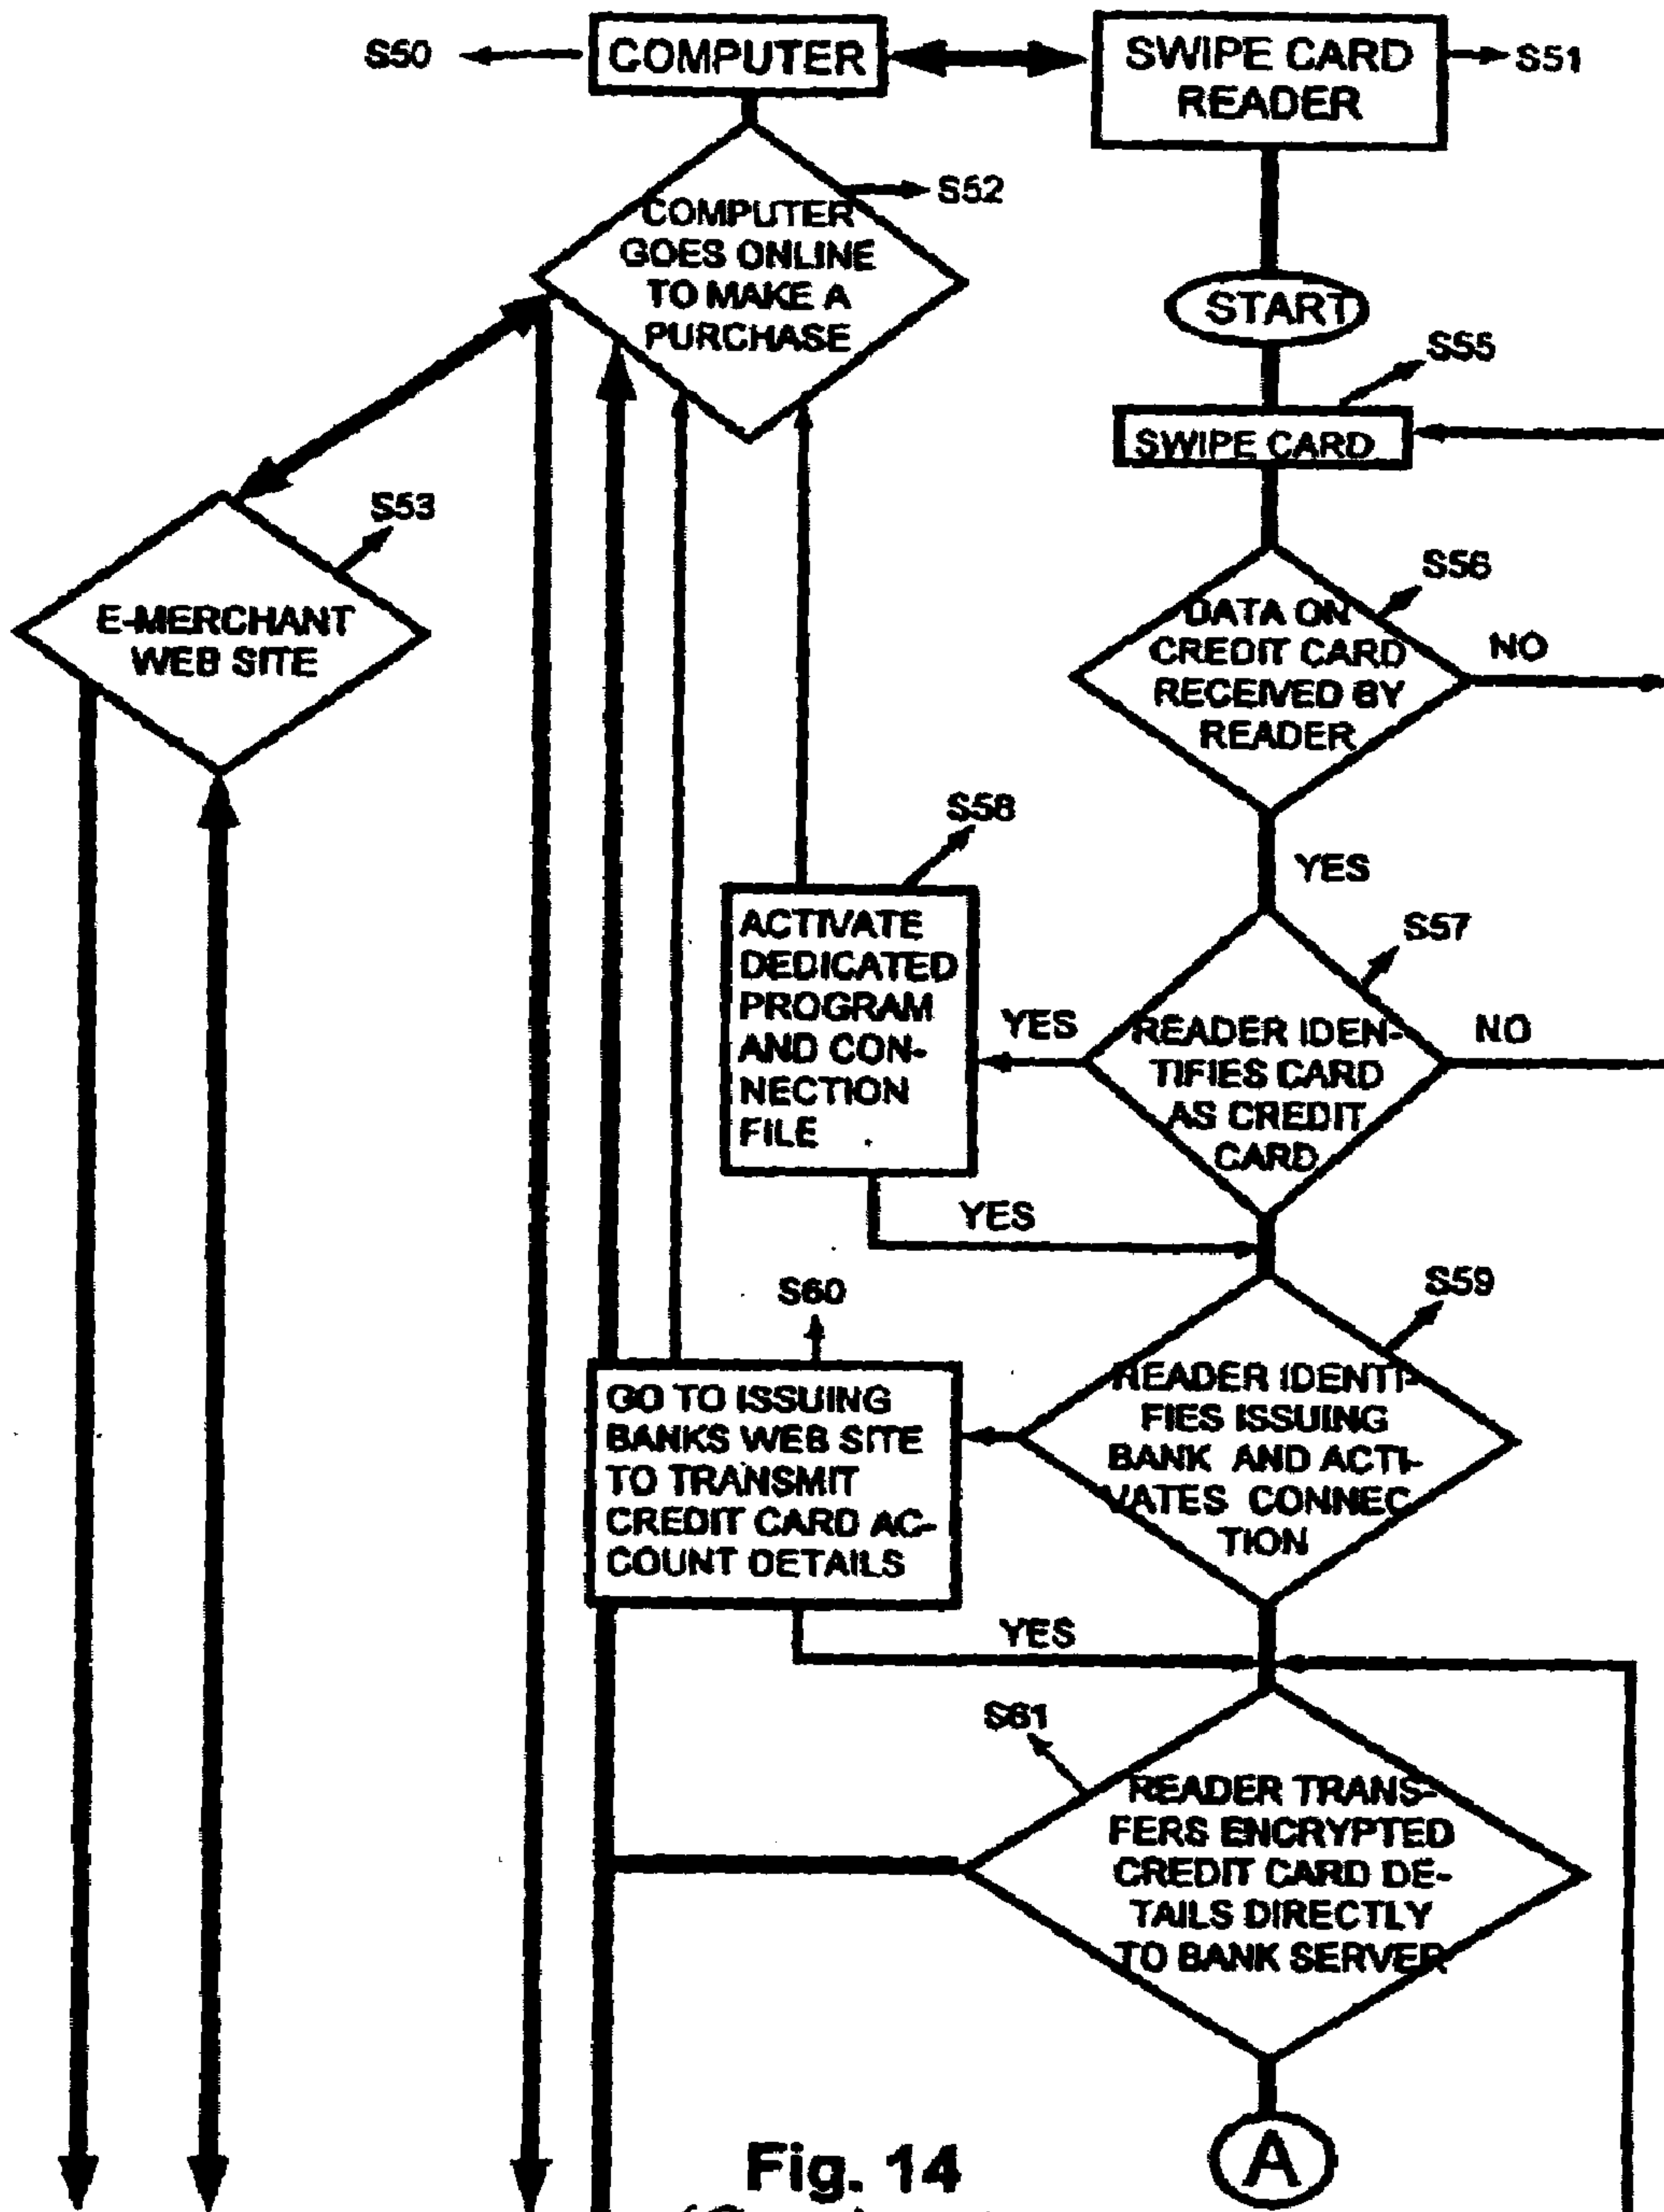 S50
COMPUTER
SWIPE CARD
READER
S51
S52
COMPUTER
GOES ONLINE
TO MAKE A
PURCHASE
START
S55
SWIPE CARD
S53
E-MERCHANT
WEB SITE
S56
DATA ON
CREDIT CARD
RECEIVED BY
READER
NO
YES
S58
ACTIVATE
DEDICATED
PROGRAM
AND CON-
NECTION
FILE
YES
S57
READER IDEN-
TIFIES CARD
AS CREDIT
CARD
NO
YES
S60
GO TO ISSUING
BANKS WEB SITE
TO TRANSMIT
CREDIT CARD AC-
COUNT DETAILS
S59
READER IDENTI-
FIES ISSUING
BANK AND ACTI-
VATES CONNEC-
TION
YES
S61
READER TRANS-
FERS ENCRYPTED
CREDIT CARD DE-
TAILS DIRECTLY
TO BANK SERVER
A
Fig. 14